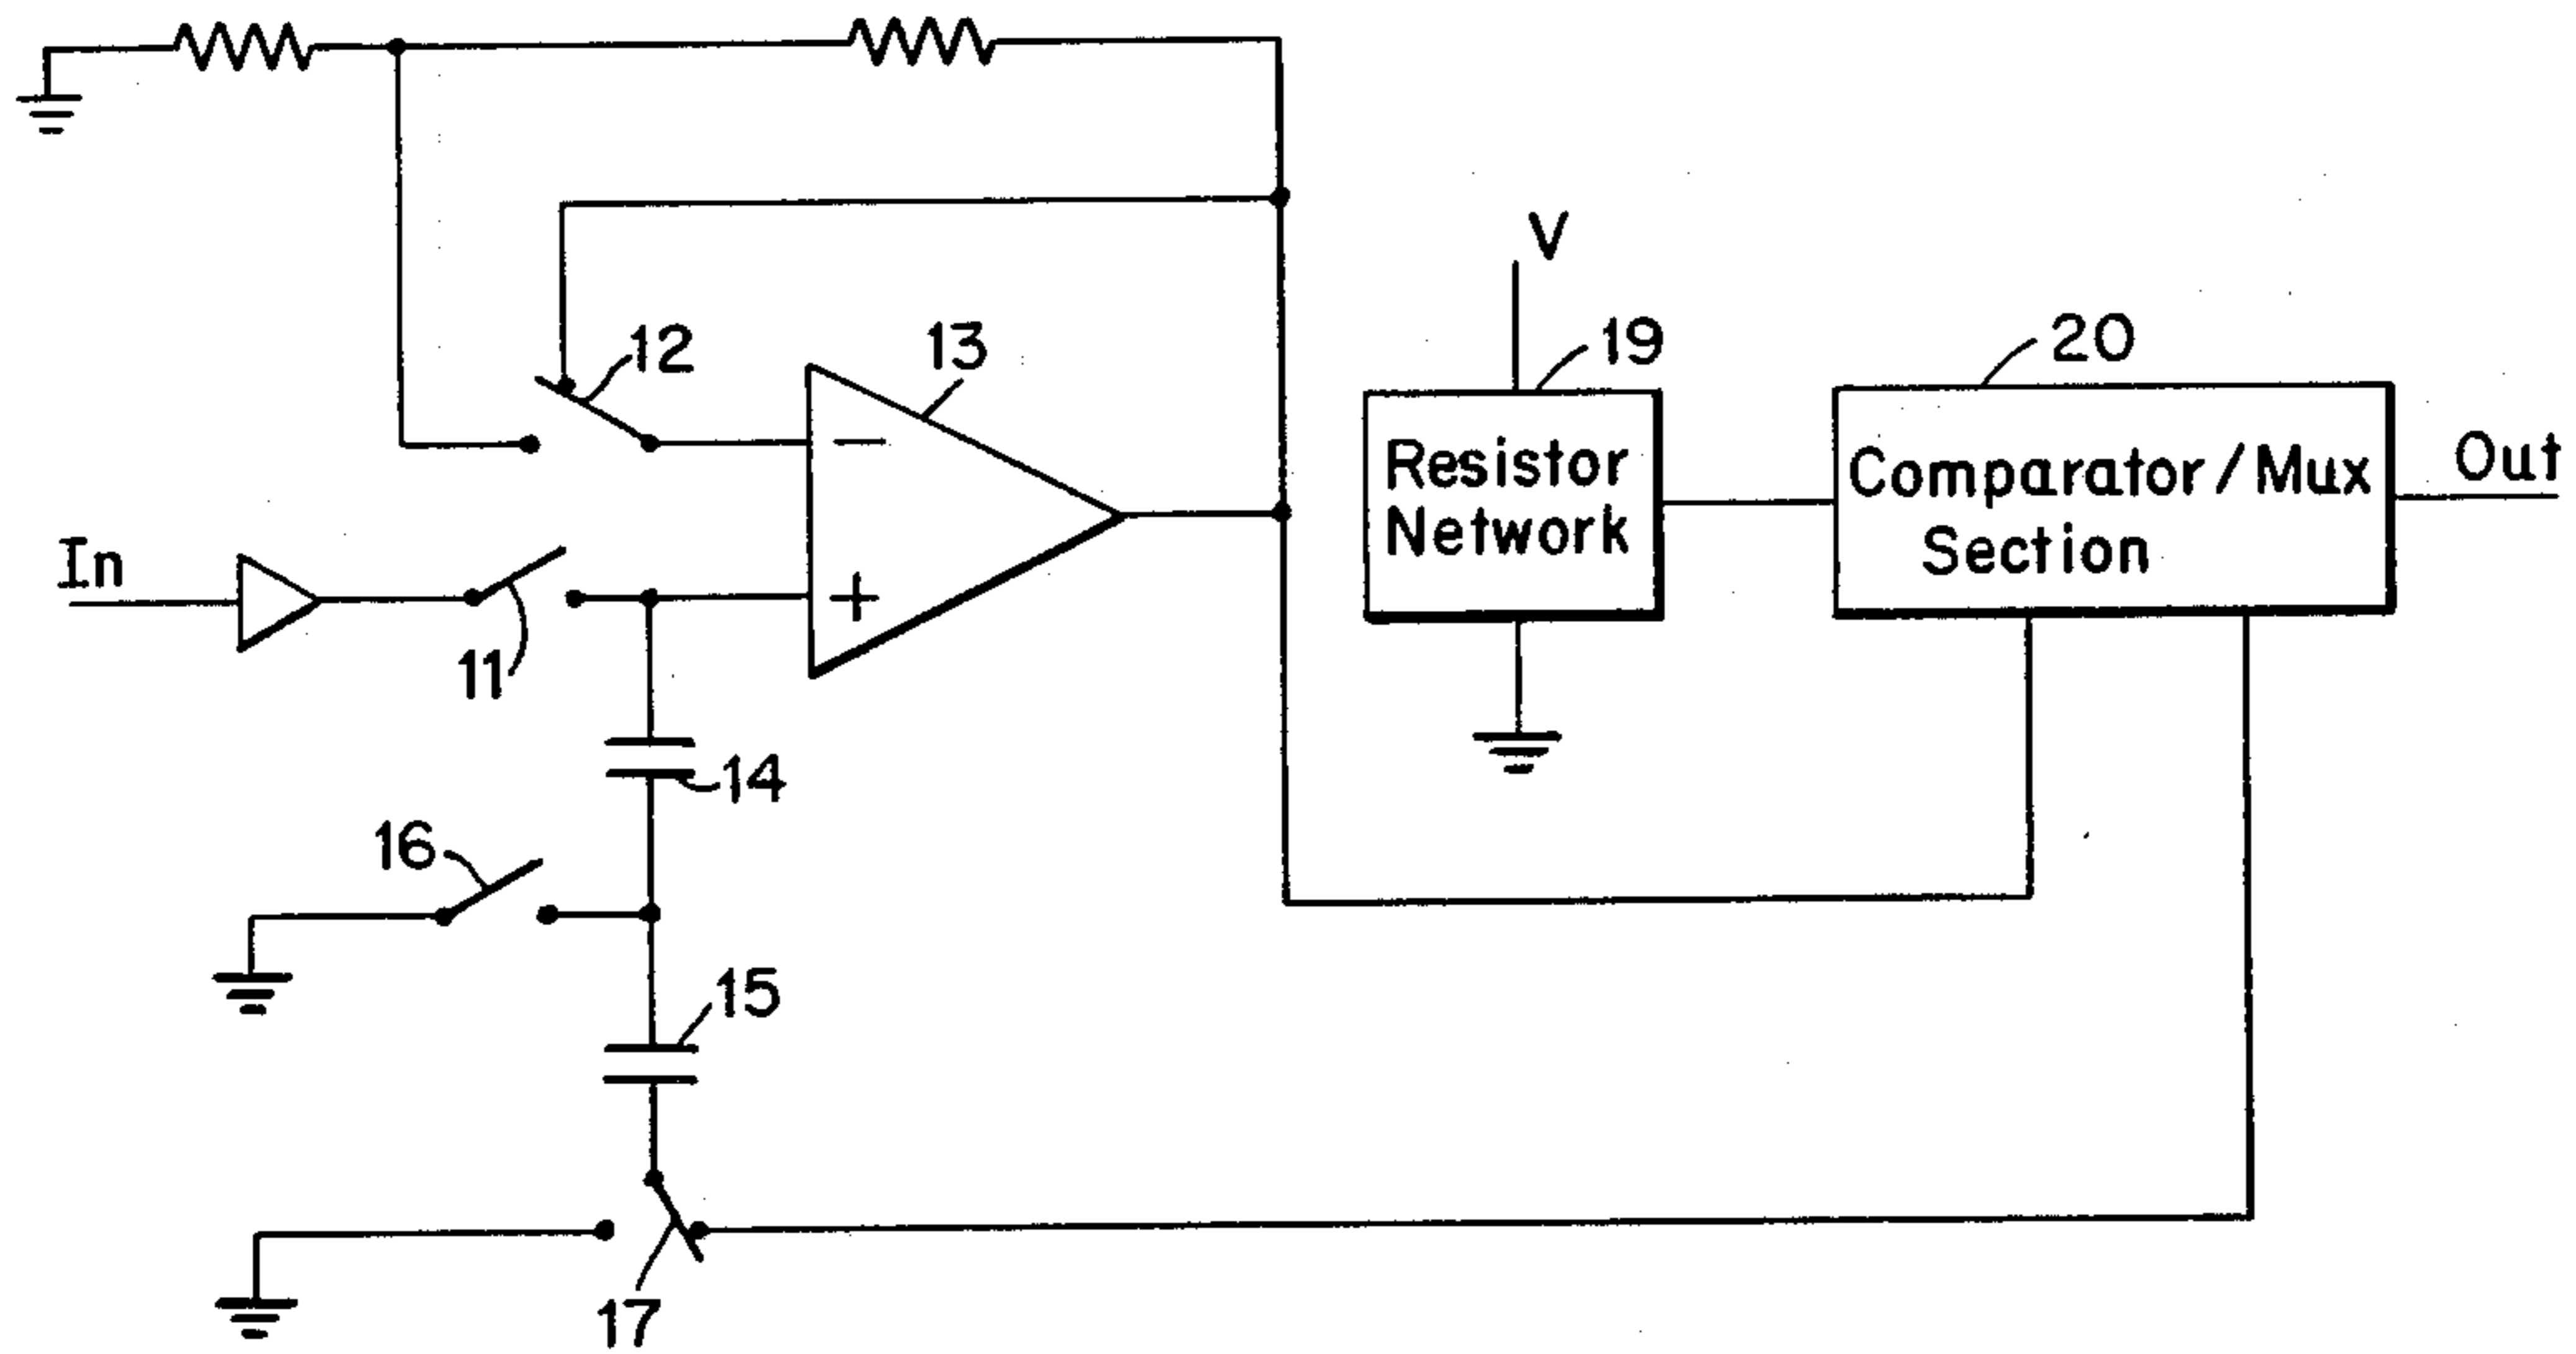 V
12
13
19
20
Resistor
Network
Comparator/Mux
Section
Out
In
−
+
11
14
16
15
17